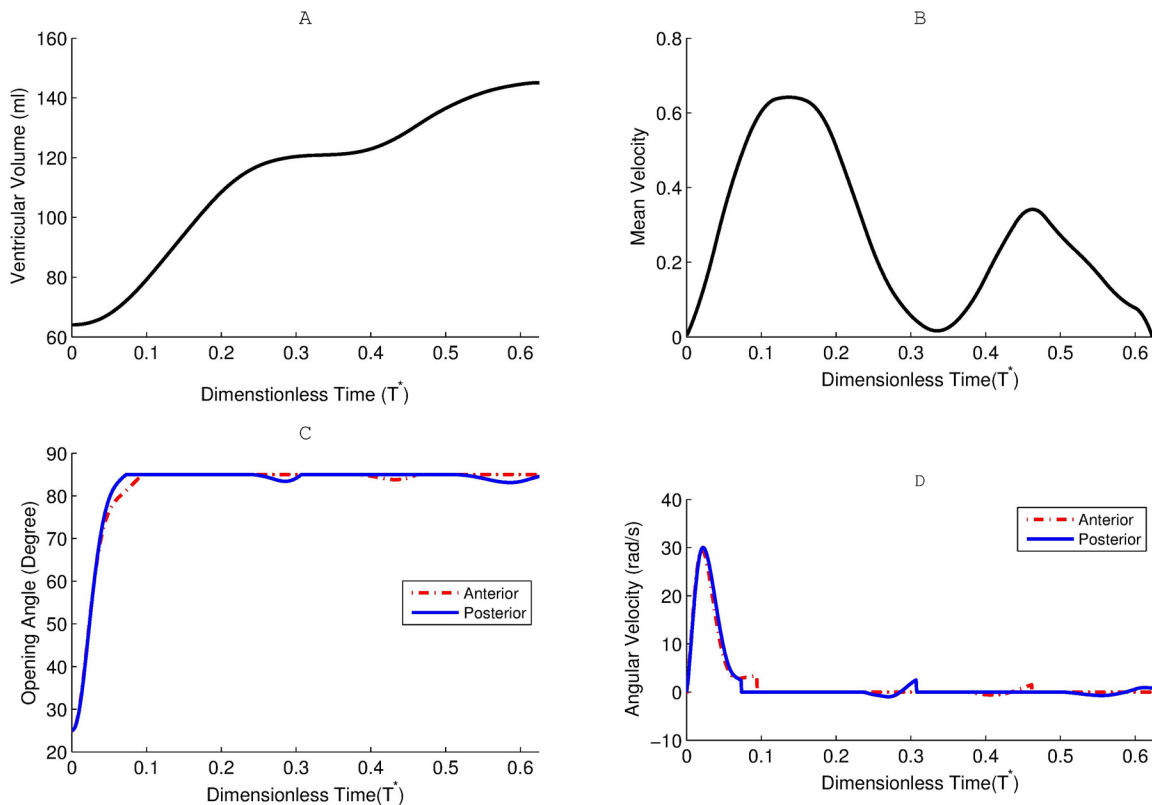 A
Ventricular Volume (ml)
160
140
120
100
80
60
0 0.1 0.2 0.3 0.4 0.5 0.6
Dimenstionless Time (T*)
B
Mean Velocity
0.8
0.6
0.4
0.2
0
0 0.1 0.2 0.3 0.4 0.5 0.6
Dimensionless Time(T*)
C
Opening Angle (Degree)
90
80
70
60
50
40
30
20
Anterior
Posterior
0 0.1 0.2 0.3 0.4 0.5 0.6
Dimensionless Time(T*)
D
Angular Velocity (rad/s)
40
30
20
10
0
−10
Anterior
Posterior
0 0.1 0.2 0.3 0.4 0.5 0.6
Dimensionless Time(T*)